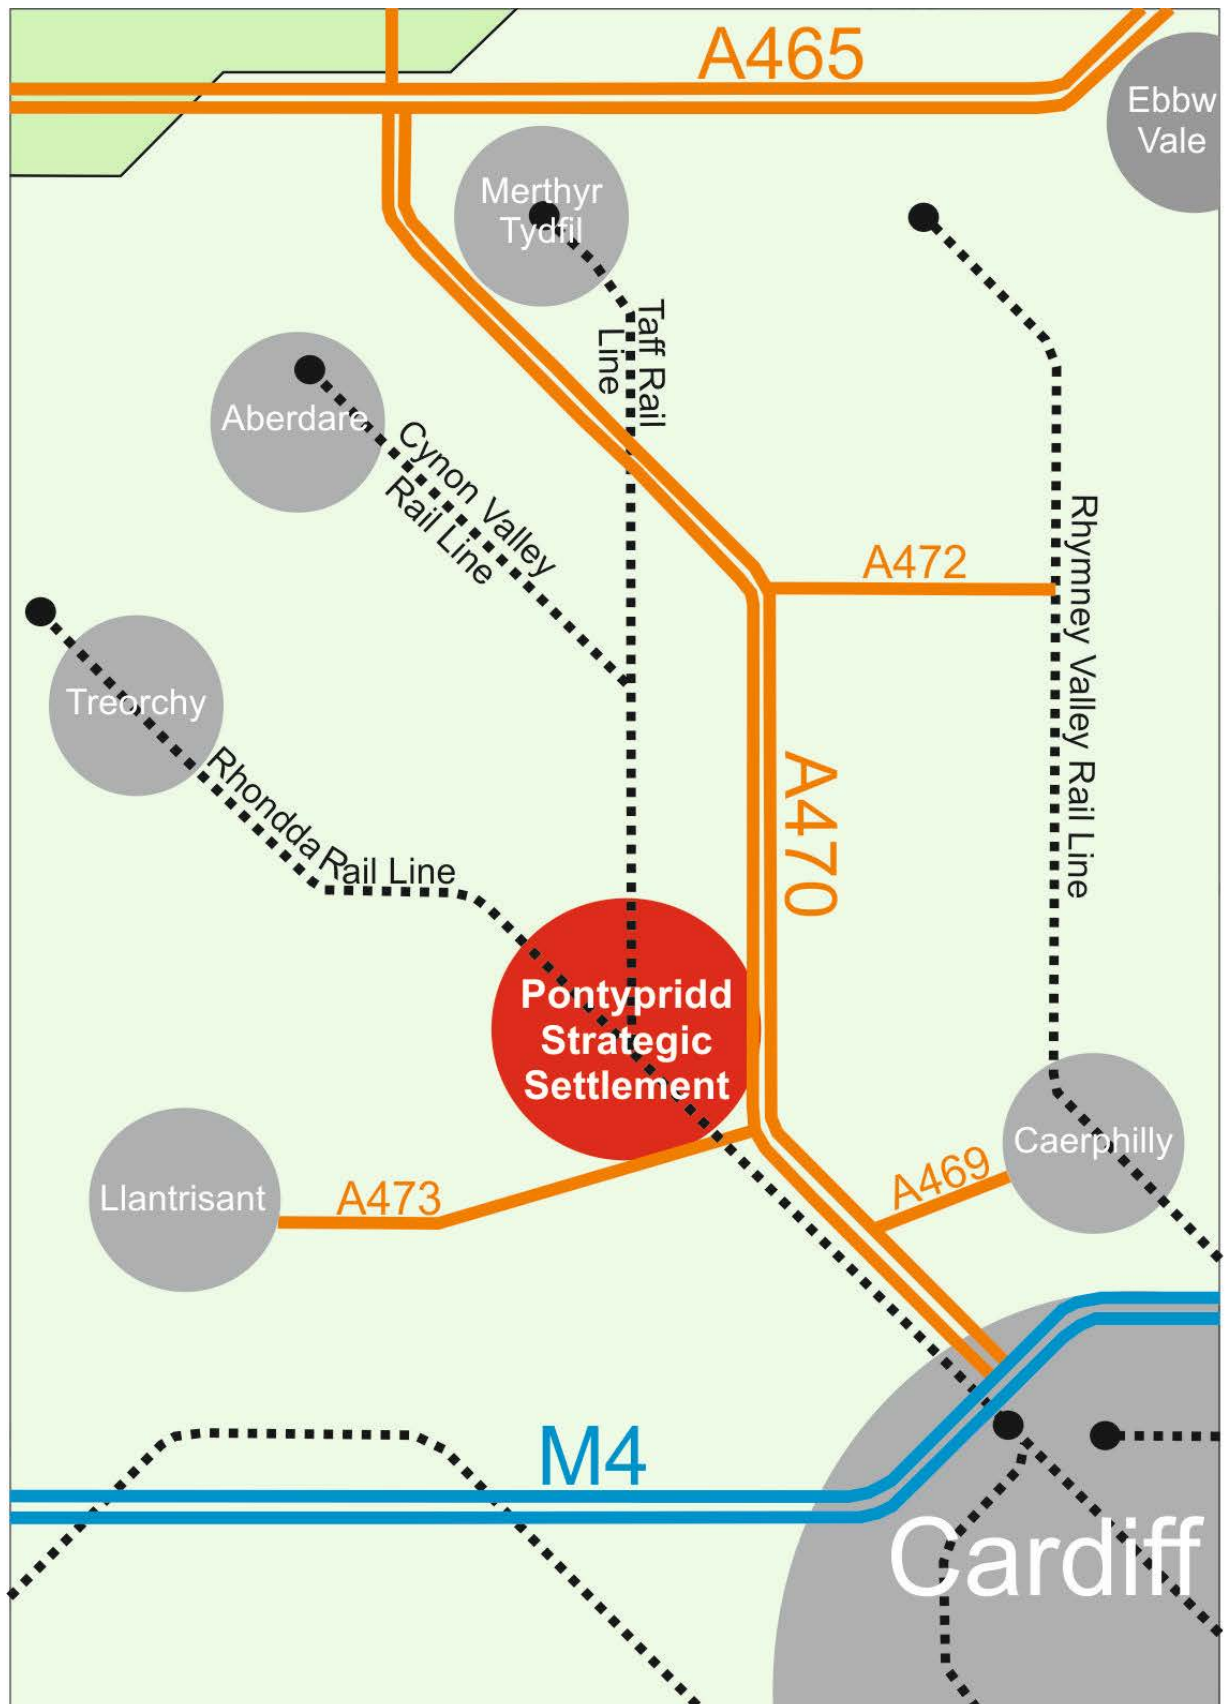 A465
Ebbw
Vale
Merthyr
Tydfil
Taff Rail
Line
Aberdare
Cynon Valley
Rail Line
Rhymney Valley Rail Line
A472
Treorchy
Rhondda Rail Line
A470
Pontypridd
Strategic
Settlement
Caerphilly
A469
Llantrisant
A473
M4
Cardiff